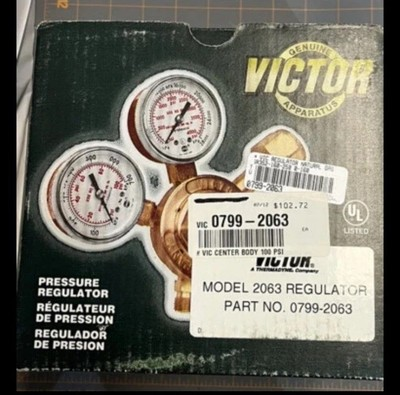 GENUINE
VICTOR
APPARATUS
0799-2063
$102.72
VIC 0799-2063
# VIC CENTER BODY 100 PSI
VICTOR
A THERMADYNE Company
MODEL 2063 REGULATOR
PART NO. 0799-2063
UL
LISTED
PRESSURE
REGULATOR
RÉGULATEUR
DE PRESSION
REGULADOR
DE PRESION